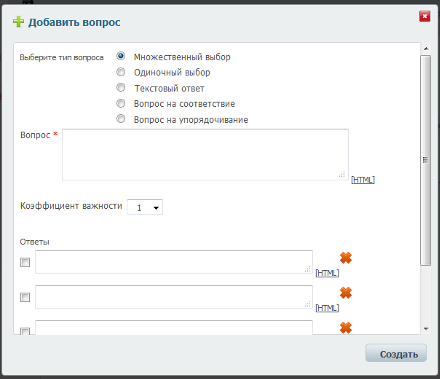 Добавить вопрос
Выберите тип вопроса
Множественный выбор
Одиночный выбор
Текстовый ответ
Вопрос на соответствие
Вопрос на упорядочивание
Вопрос *
[HTML]
Коэффициент важности 1
Ответы
[HTML]
[HTML]
Создать